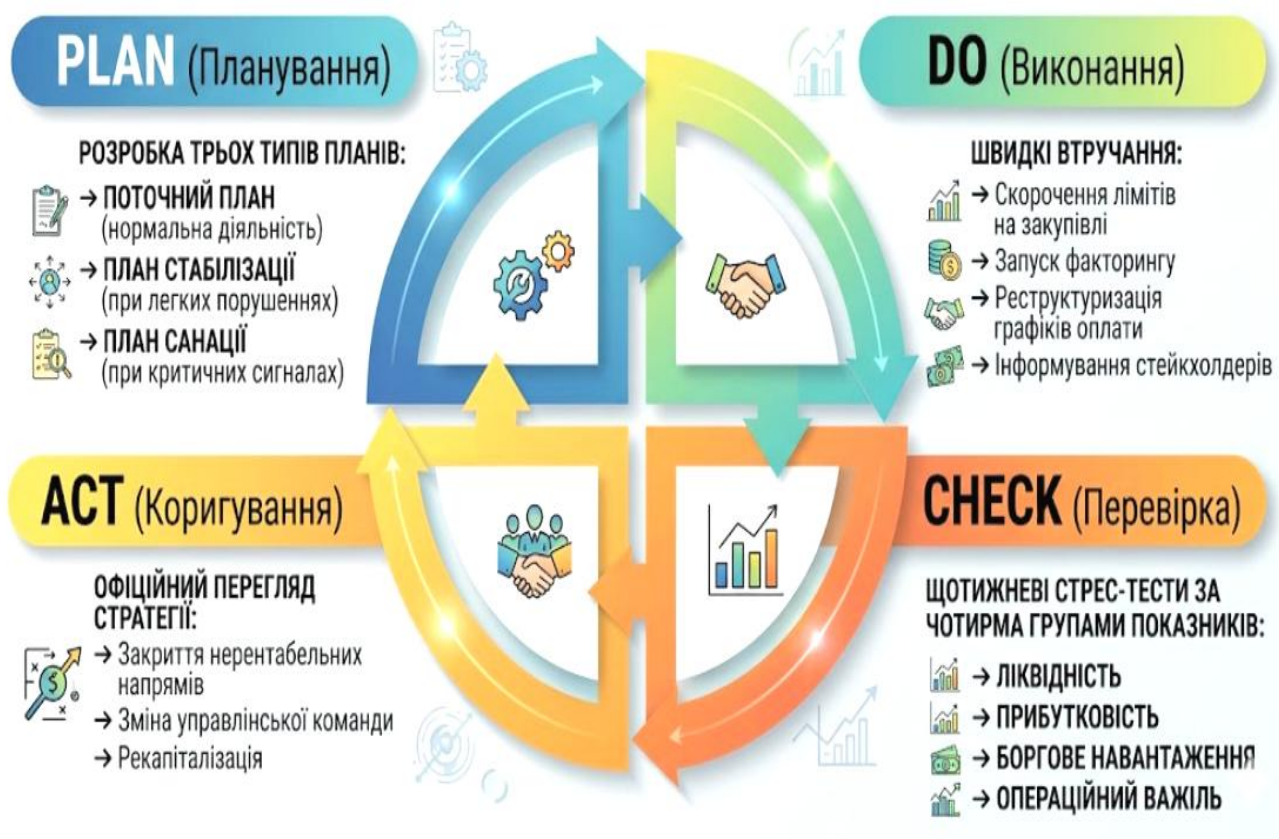 PLAN (Планування)
РОЗРОБКА ТРЬОХ ТИПІВ ПЛАНІВ:
→ ПОТОЧНИЙ ПЛАН
(нормальна діяльність)
→ ПЛАН СТАБІЛІЗАЦІЇ
(при легких порушеннях)
→ ПЛАН САНАЦІЇ
(при критичних сигналах)
DO (Виконання)
ШВИДКІ ВТРУЧАННЯ:
→ Скорочення лімітів
на закупівлі
→ Запуск факторингу
→ Реструктуризація
графіків оплати
→ Інформування стейкхолдерів
ACT (Коригування)
ОФІЦІЙНИЙ ПЕРЕГЛЯД
СТРАТЕГІЇ:
→ Закриття нерентабельних
напрямів
→ Зміна управлінської команди
→ Рекапіталізація
CHECK (Перевірка)
ЩОТИЖНЕВІ СТРЕС-ТЕСТИ ЗА
ЧОТИРМА ГРУПАМИ ПОКАЗНИКІВ:
→ ЛІКВІДНІСТЬ
→ ПРИБУТКОВІСТЬ
→ БОРГОВЕ НАВАНТАЖЕННЯ
→ ОПЕРАЦІЙНИЙ ВАЖІЛЬ